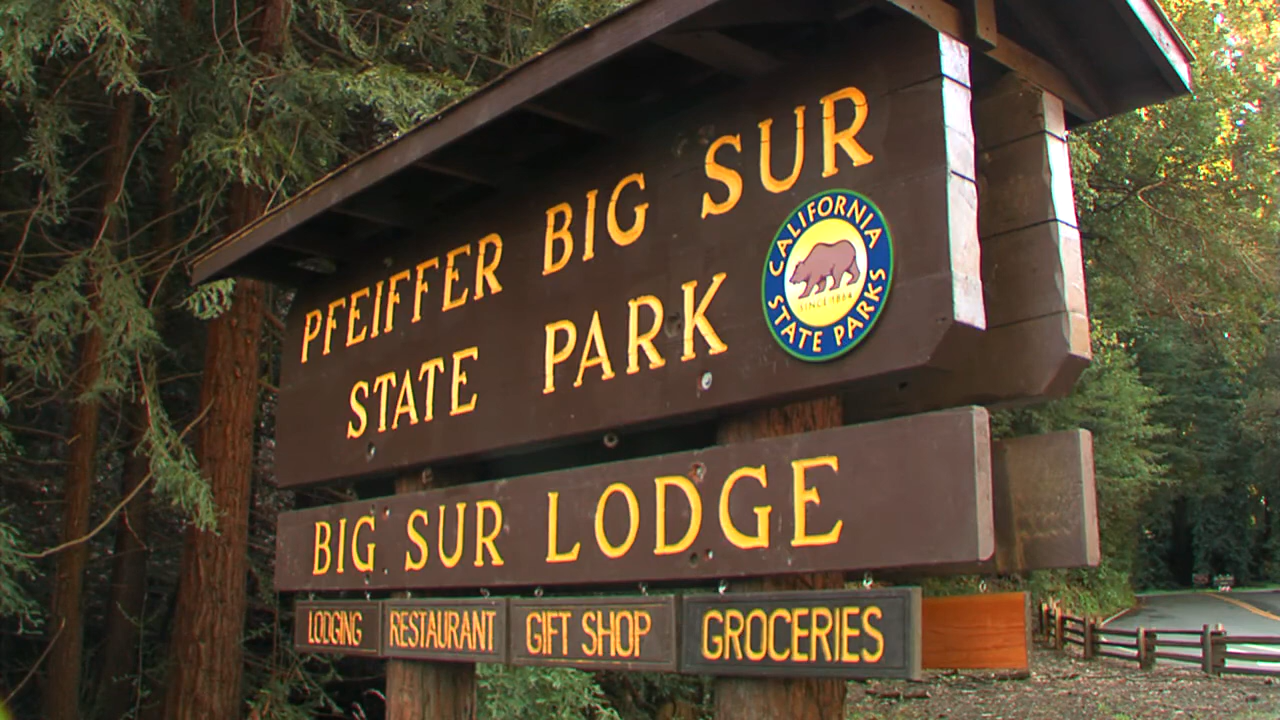 PFEIFFER BIG SUR
STATE PARK
CALIFORNIA
SINCE 1864
STATE PARKS
BIG SUR LODGE
LODGING RESTAURANT GIFT SHOP GROCERIES